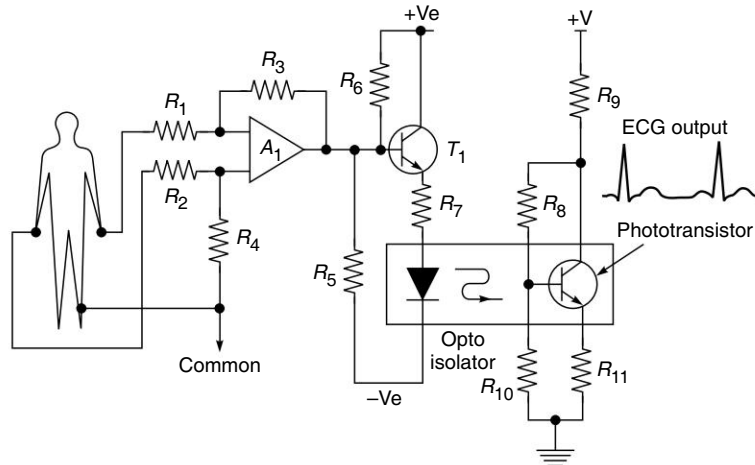 +Ve
+V
R3
R6
R1
R9
ECG output
A1
T1
R2
R7
R8
Phototransistor
R4
R5
Opto
isolator
Common
R10
R11
–Ve